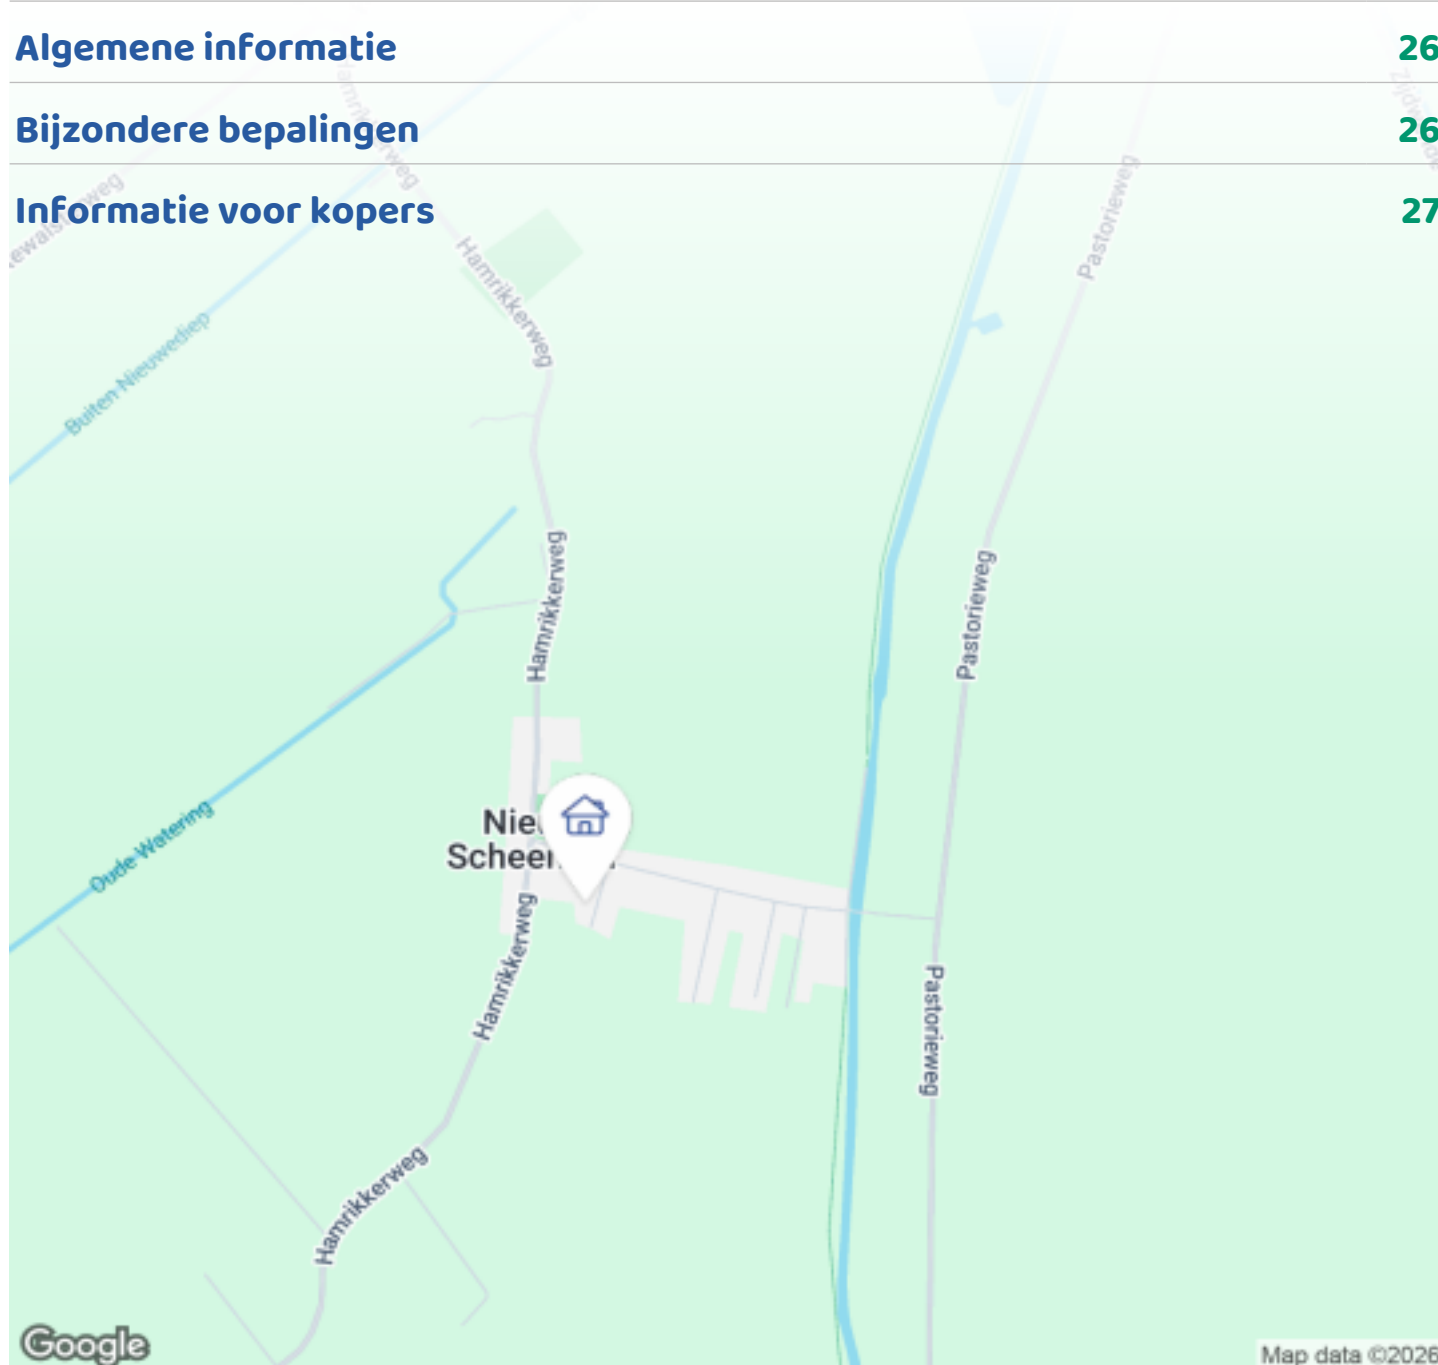 Algemene informatie 26
Bijzondere bepalingen 26
Informatie voor kopers 27
Hamrikkerweg
Pastorieweg
Hamrikkerweg
Buiten Nieuwediep
Hamrikkerweg
Pastorieweg
Oude Watering
Hamrikkerweg
Pastorieweg
Hamrikkerweg
Google
Map data ©2026